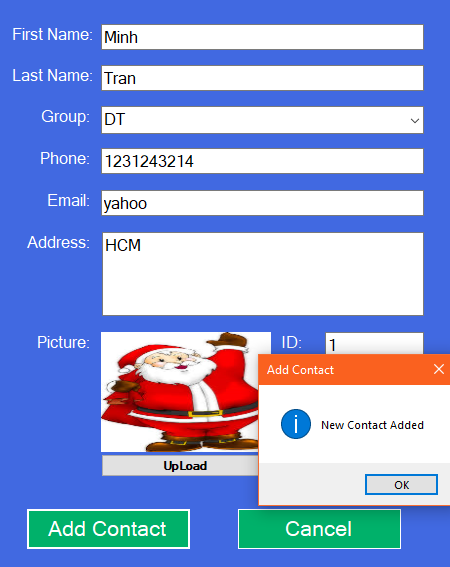 First Name: Minh
Last Name: Tran
Group: DT
Phone: 1231243214
Email: yahoo
Address: HCM
Picture: ID: 1
Add Contact
New Contact Added
OK
UpLoad
Add Contact Cancel